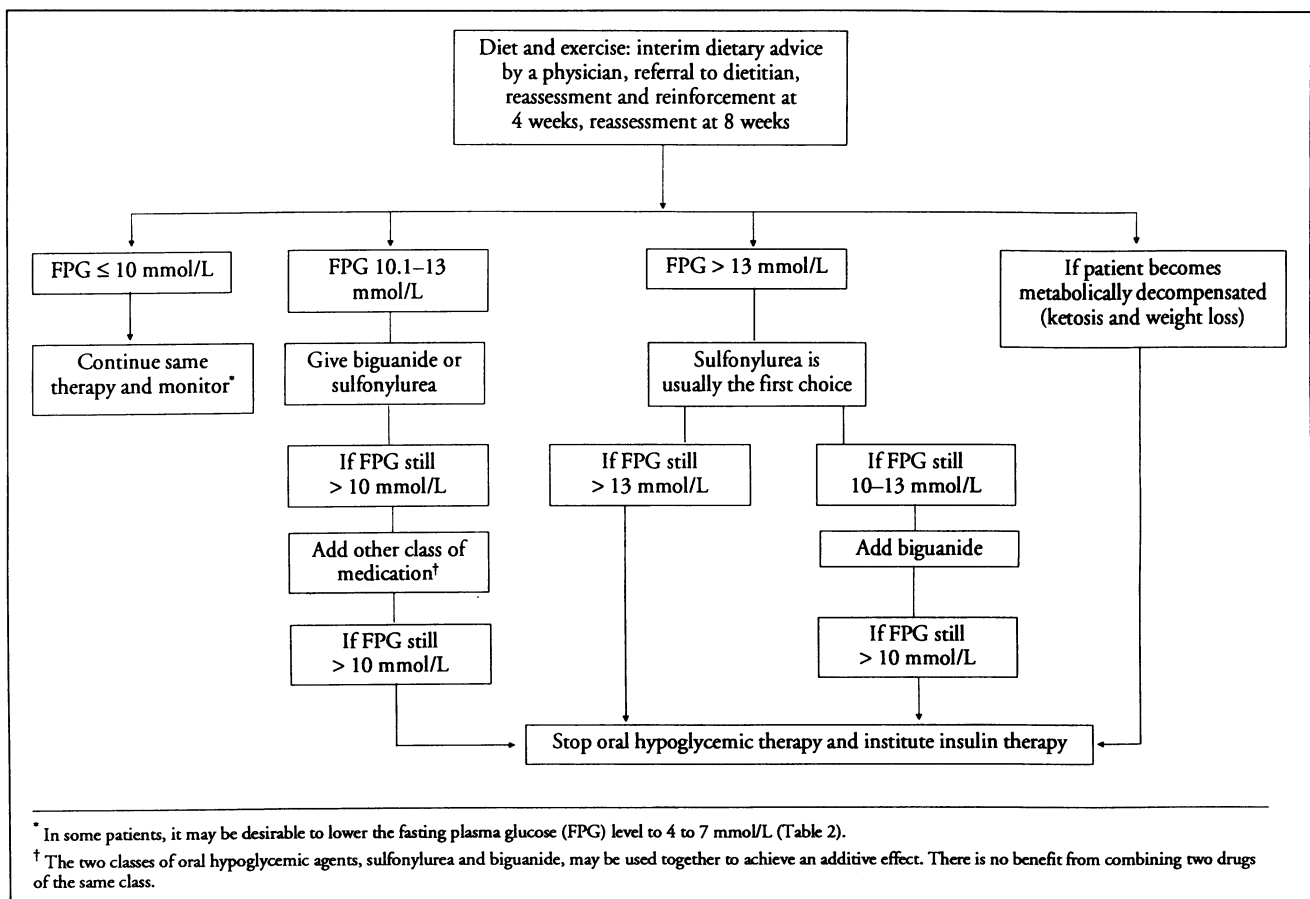 Diet and exercise: interim dietary advice
by a physician, referral to dietitian,
reassessment and reinforcement at
4 weeks, reassessment at 8 weeks
FPG ≤ 10 mmol/L
Continue same
therapy and monitor*
FPG 10.1–13
mmol/L
Give biguanide or
sulfonylurea
If FPG still
> 10 mmol/L
Add other class of
medication†
If FPG still
> 10 mmol/L
FPG > 13 mmol/L
Sulfonylurea is
usually the first choice
If FPG still
> 13 mmol/L
If FPG still
10–13 mmol/L
Add biguanide
If FPG still
> 10 mmol/L
If patient becomes
metabolically decompensated
(ketosis and weight loss)
Stop oral hypoglycemic therapy and institute insulin therapy
* In some patients, it may be desirable to lower the fasting plasma glucose (FPG) level to 4 to 7 mmol/L (Table 2).
† The two classes of oral hypoglycemic agents, sulfonylurea and biguanide, may be used together to achieve an additive effect. There is no benefit from combining two drugs
of the same class.